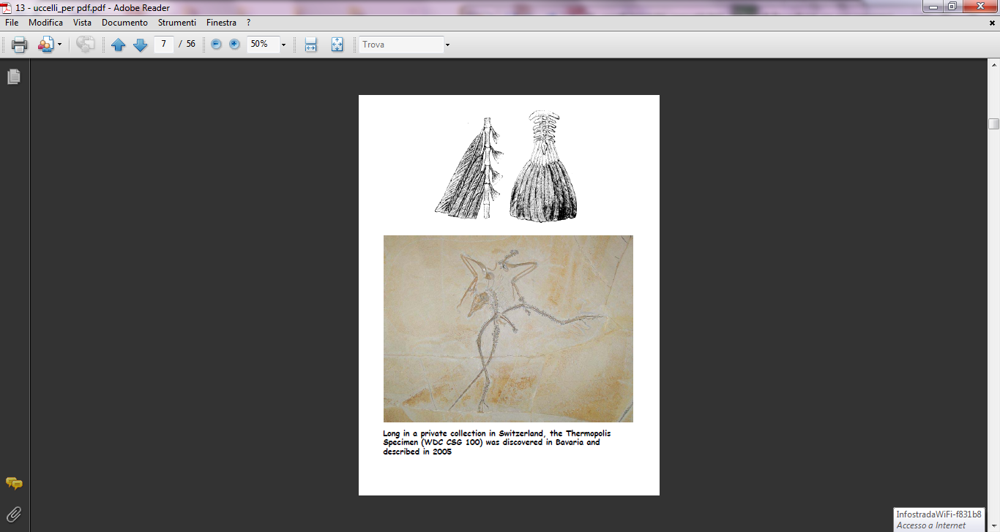 13 - uccelli_per pdf.pdf - Adobe Reader
File Modifica Vista Documento Strumenti Finestra ?
7 / 56 50% Trova
Long in a private collection in Switzerland, the Thermopolis
Specimen (WDC CSG 100) was discovered in Bavaria and
described in 2005
InfostradaWiFi-f831b8
Accesso a Internet